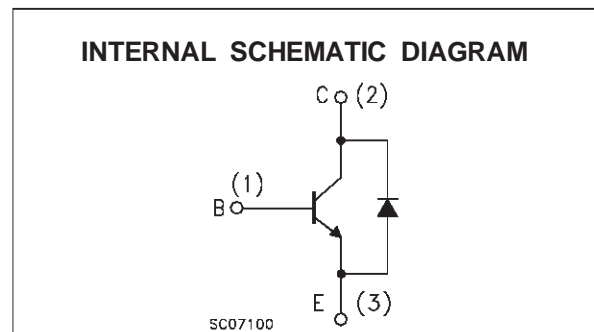 INTERNAL SCHEMATIC DIAGRAM
C (2)
(1)
B
E (3)
SC07100